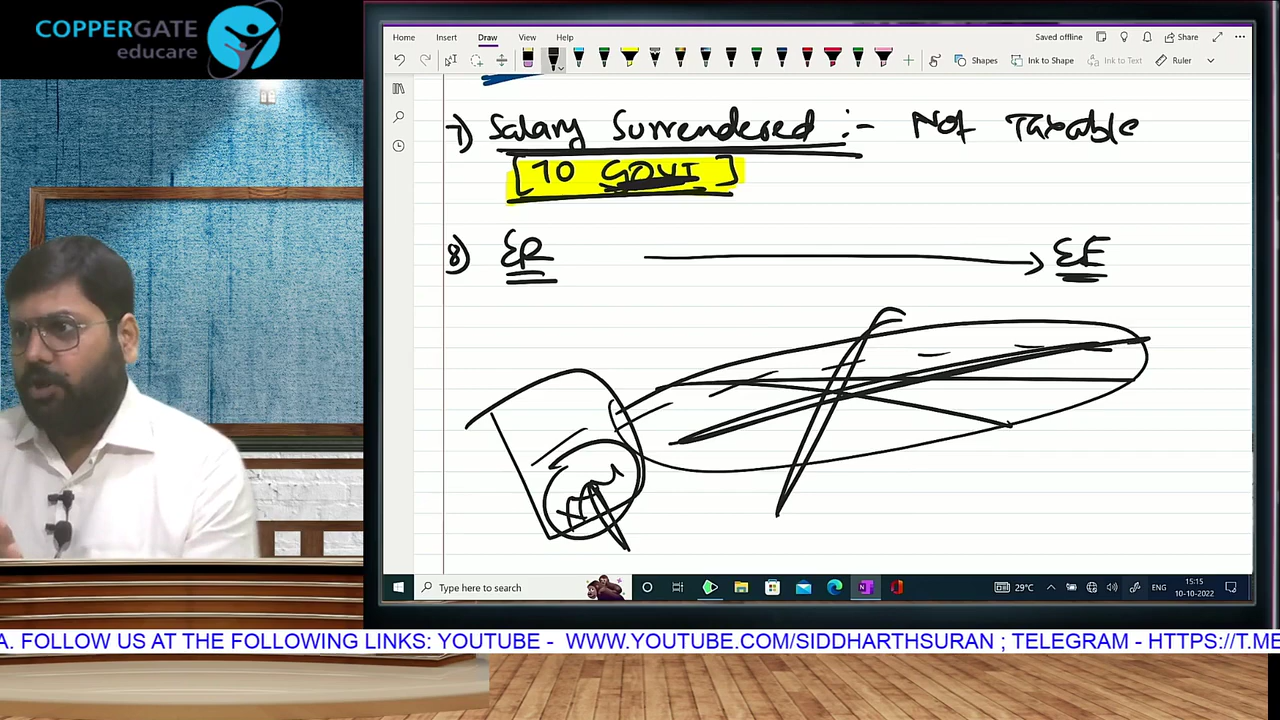 COPPERGATE
educare
Home Insert Draw View Help
Saved offline
Share
Shapes
Ink to Shape
Ink to Text
Ruler
7) Salary Surrendered :- Not Taxable
[TO GOVT]
8) ER → EE
Type here to search
29°C
ENG
15:15
10-10-2022
A. FOLLOW US AT THE FOLLOWING LINKS: YOUTUBE - WWW.YOUTUBE.COM/SIDDHARTHSURAN ; TELEGRAM - HTTPS://T.ME